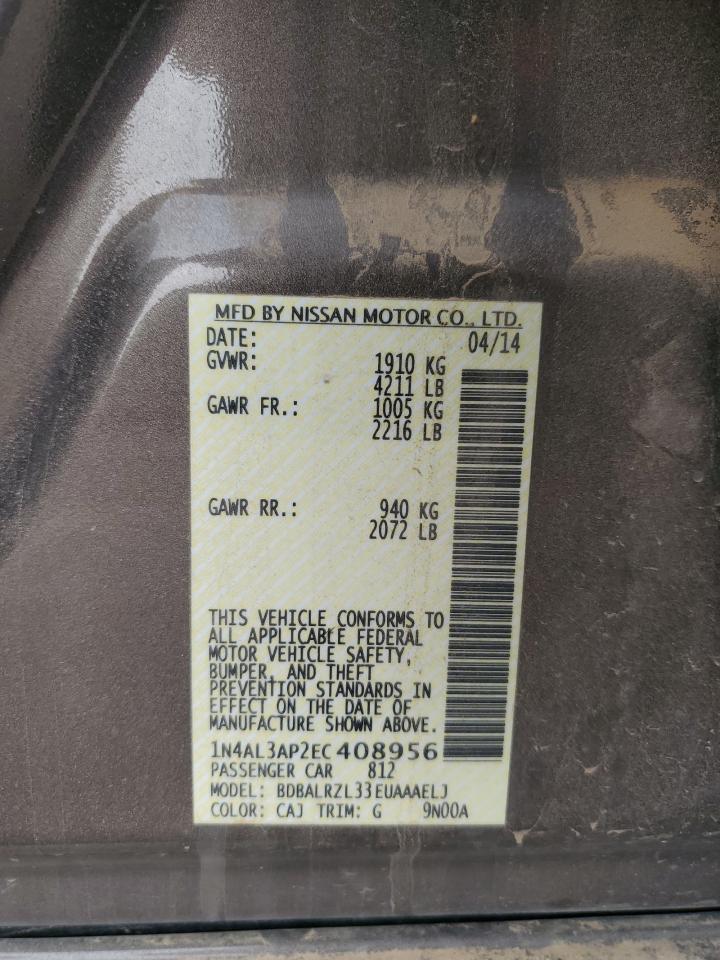 MFD BY NISSAN MOTOR CO., LTD.
DATE: 04/14
GVWR: 1910 KG
4211 LB
GAWR FR.: 1005 KG
2216 LB
GAWR RR.: 940 KG
2072 LB
THIS VEHICLE CONFORMS TO
ALL APPLICABLE FEDERAL
MOTOR VEHICLE SAFETY,
BUMPER, AND THEFT
PREVENTION STANDARDS IN
EFFECT ON THE DATE OF
MANUFACTURE SHOWN ABOVE.
1N4AL3AP2EC408956
PASSENGER CAR 812
MODEL: BDBALRZL33EUAAAELJ
COLOR: CAJ TRIM: G 9N00A